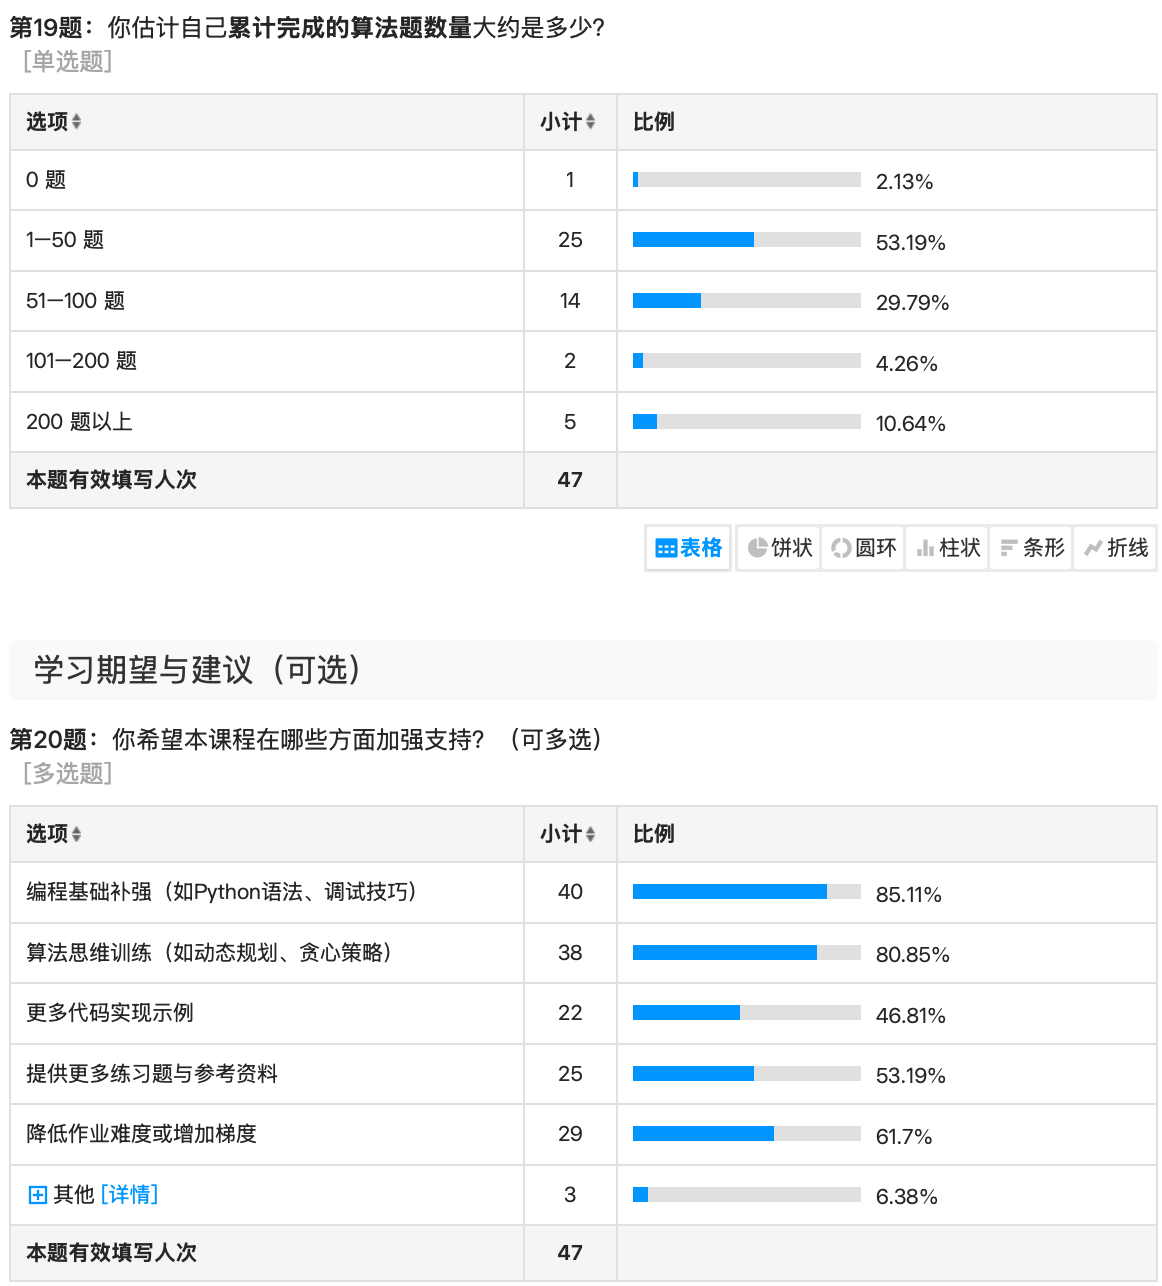 第19题：你估计自己累计完成的算法题数量大约是多少？
[单选题]
选项 小计 比例
0 题 1 2.13%
1—50 题 25 53.19%
51—100 题 14 29.79%
101—200 题 2 4.26%
200 题以上 5 10.64%
本题有效填写人次 47
表格 饼状 圆环 柱状 条形 折线
学习期望与建议（可选）
第20题：你希望本课程在哪些方面加强支持？（可多选）
[多选题]
选项 小计 比例
编程基础补强（如Python语法、调试技巧） 40 85.11%
算法思维训练（如动态规划、贪心策略） 38 80.85%
更多代码实现示例 22 46.81%
提供更多练习题与参考资料 25 53.19%
降低作业难度或增加梯度 29 61.7%
其他 [详情] 3 6.38%
本题有效填写人次 47